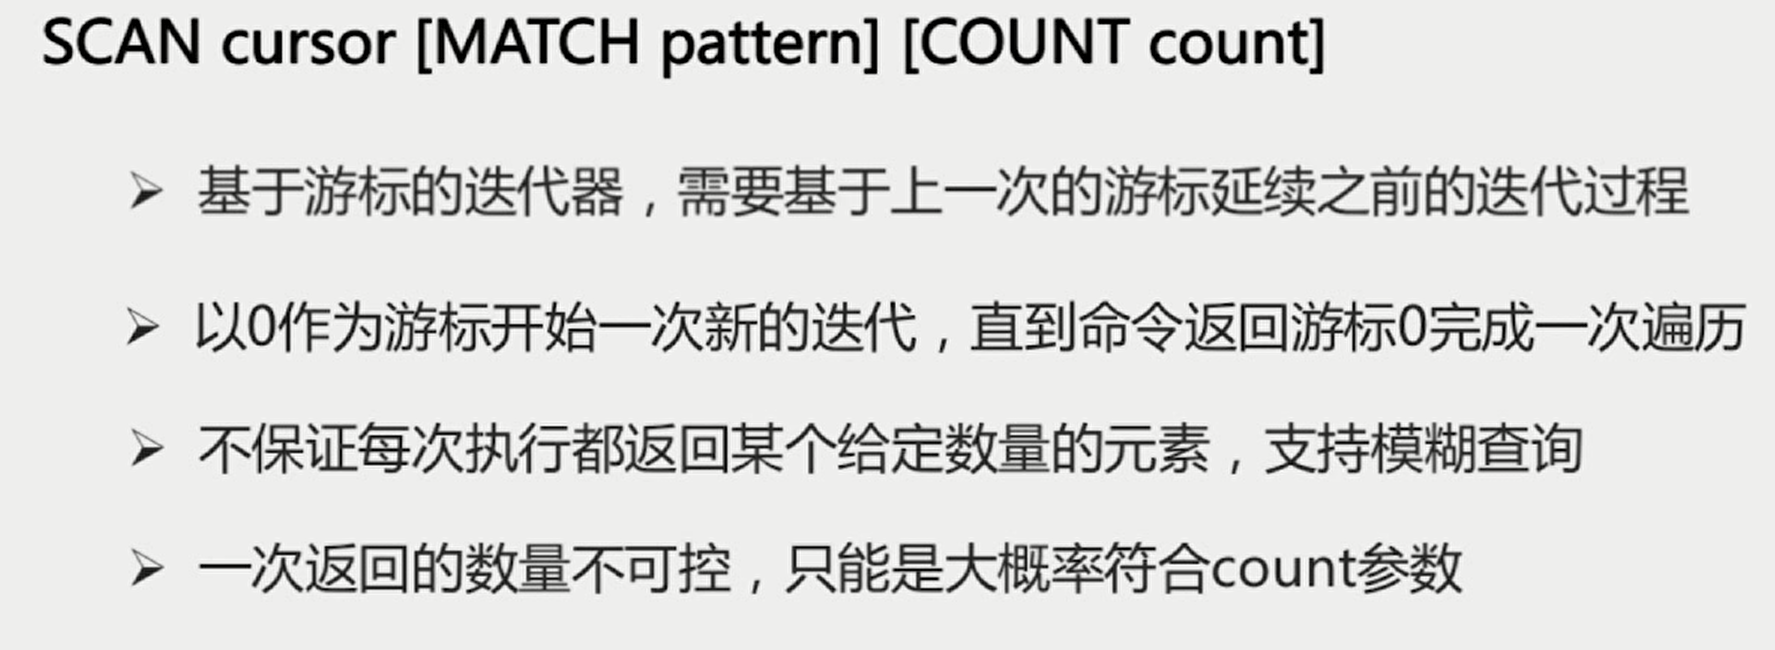 SCAN cursor [MATCH pattern] [COUNT count]
基于游标的迭代器，需要基于上一次的游标延续之前的迭代过程
以0作为游标开始一次新的迭代，直到命令返回游标0完成一次遍历
不保证每次执行都返回某个给定数量的元素，支持模糊查询
一次返回的数量不可控，只能是大概率符合count参数